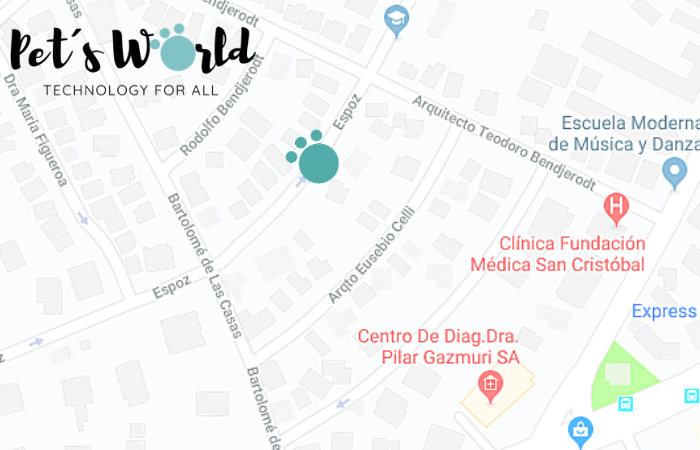 Pet´s World
TECHNOLOGY FOR ALL
Bendjerodt
Dra María Figueroa
Rodolfo Bendjerodt
Espoz
Arquitecto Teodoro Bendjerodt
Escuela Moderna
de Música y Danza
H
Clínica Fundación
Médica San Cristóbal
Bartolomé de Las Casas
Arqto Eusebio Celli
Espoz
Express
Centro De Diag.Dra.
Pilar Gazmuri SA
Bartolomé de